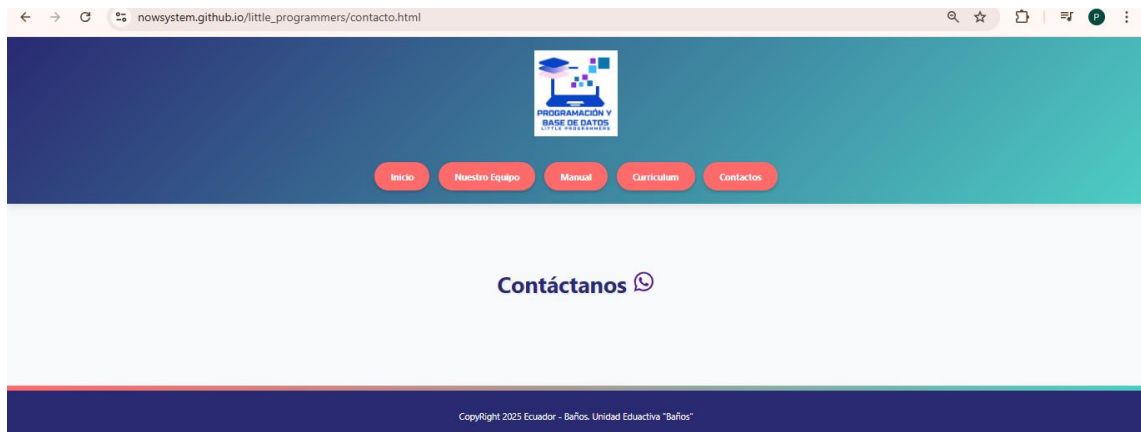 nowsystem.github.io/little_programmers/contacto.html
P
PROGRAMACIÓN Y
BASE DE DATOS
LITTLE PROGRAMMERS
Inicio Nuestro Equipo Manual Curriculum Contactos
Contáctanos
CopyRight 2025 Ecuador - Baños. Unidad Eduactiva "Baños"